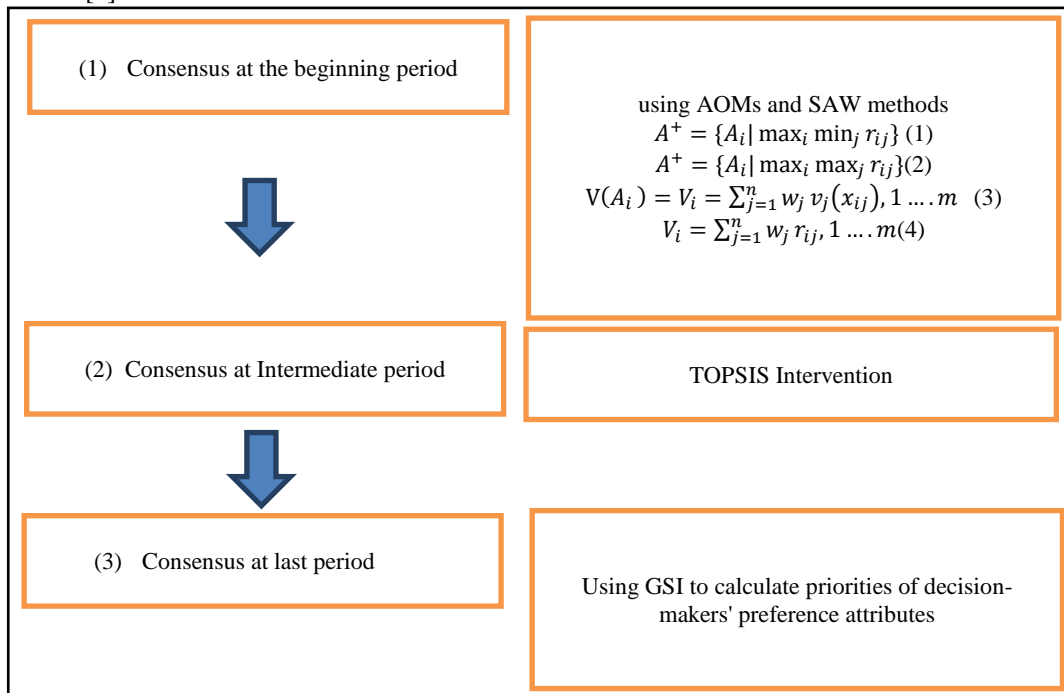 (1) Consensus at the beginning period
using AOMs and SAW methods
𝐴⁺ = {𝐴ᵢ| maxᵢ minⱼ 𝑟ᵢⱼ} (1)
𝐴⁺ = {𝐴ᵢ| maxᵢ maxⱼ 𝑟ᵢⱼ}(2)
V(𝐴ᵢ) = 𝑉ᵢ = ∑ⁿⱼ₌₁ 𝑤ⱼ 𝑣ⱼ(𝑥ᵢⱼ), 1 … . 𝑚 (3)
𝑉ᵢ = ∑ⁿⱼ₌₁ 𝑤ⱼ 𝑟ᵢⱼ, 1 … . 𝑚(4)
(2) Consensus at Intermediate period
TOPSIS Intervention
(3) Consensus at last period
Using GSI to calculate priorities of decision-
makers' preference attributes